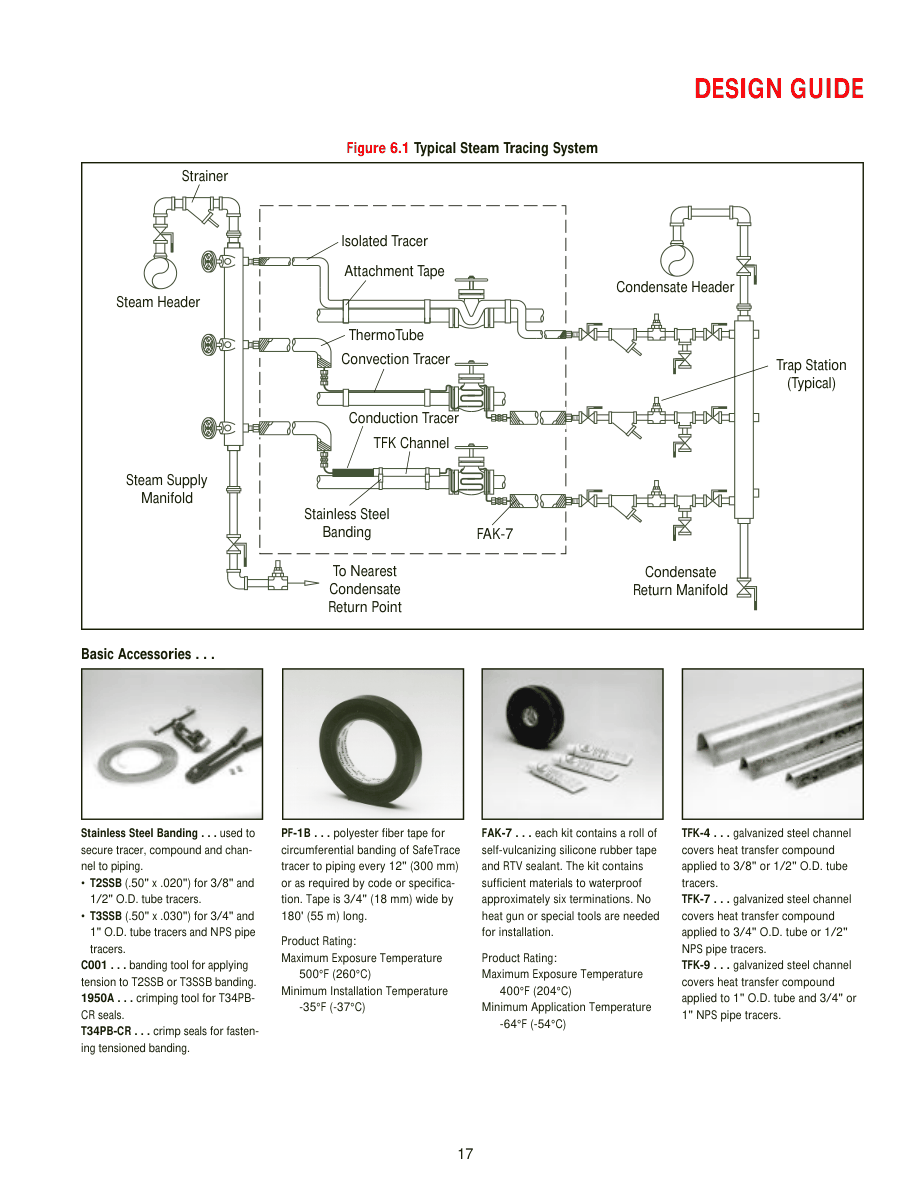 DESIGN GUIDE
Figure 6.1 Typical Steam Tracing System
Strainer
Isolated Tracer
Attachment Tape
Steam Header
Condensate Header
ThermoTube
Convection Tracer
Trap Station
(Typical)
Conduction Tracer
TFK Channel
Steam Supply
Manifold
Stainless Steel
Banding
FAK-7
To Nearest
Condensate
Return Point
Condensate
Return Manifold
Basic Accessories . . .
Stainless Steel Banding . . . used to
secure tracer, compound and chan-
nel to piping.
• T2SSB (.50" x .020") for 3/8" and
1/2" O.D. tube tracers.
• T3SSB (.50" x .030") for 3/4" and
1" O.D. tube tracers and NPS pipe
tracers.
C001 . . . banding tool for applying
tension to T2SSB or T3SSB banding.
1950A . . . crimping tool for T34PB-
CR seals.
T34PB-CR . . . crimp seals for fasten-
ing tensioned banding.
PF-1B . . . polyester fiber tape for
circumferential banding of SafeTrace
tracer to piping every 12" (300 mm)
or as required by code or specifica-
tion. Tape is 3/4" (18 mm) wide by
180' (55 m) long.
Product Rating:
Maximum Exposure Temperature
500°F (260°C)
Minimum Installation Temperature
-35°F (-37°C)
FAK-7 . . . each kit contains a roll of
self-vulcanizing silicone rubber tape
and RTV sealant. The kit contains
sufficient materials to waterproof
approximately six terminations. No
heat gun or special tools are needed
for installation.
Product Rating:
Maximum Exposure Temperature
400°F (204°C)
Minimum Application Temperature
-64°F (-54°C)
TFK-4 . . . galvanized steel channel
covers heat transfer compound
applied to 3/8" or 1/2" O.D. tube
tracers.
TFK-7 . . . galvanized steel channel
covers heat transfer compound
applied to 3/4" O.D. tube or 1/2"
NPS pipe tracers.
TFK-9 . . . galvanized steel channel
covers heat transfer compound
applied to 1" O.D. tube and 3/4" or
1" NPS pipe tracers.
17